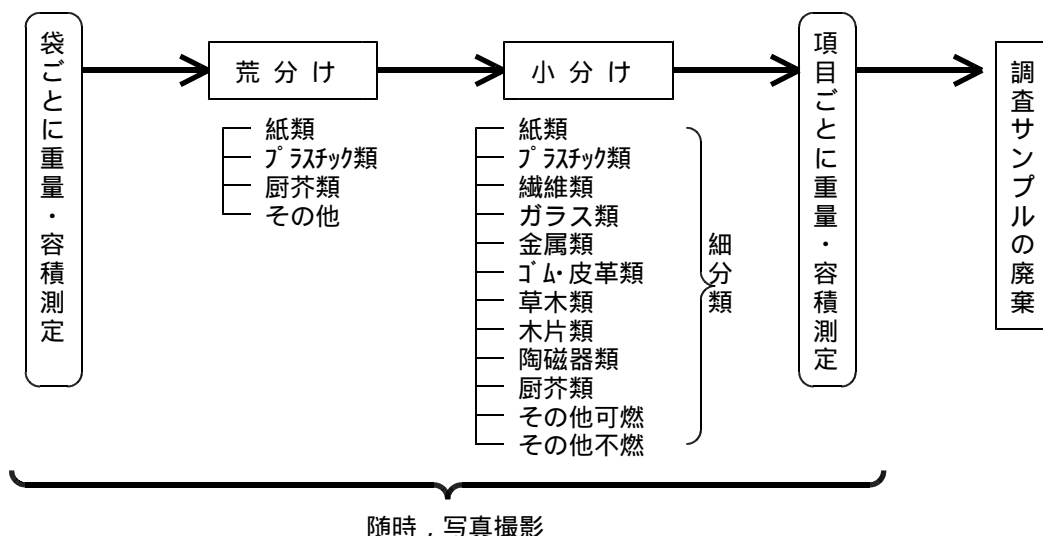 袋ごとに重量・容積測定
荒分け
紙類
プラスチック類
厨芥類
その他
小分け
紙類
プラスチック類
繊維類
ガラス類
金属類
ゴム・皮革類
草木類
木片類
陶磁器類
厨芥類
その他可燃
その他不燃
細分類
項目ごとに重量・容積測定
調査サンプルの廃棄
随時，写真撮影